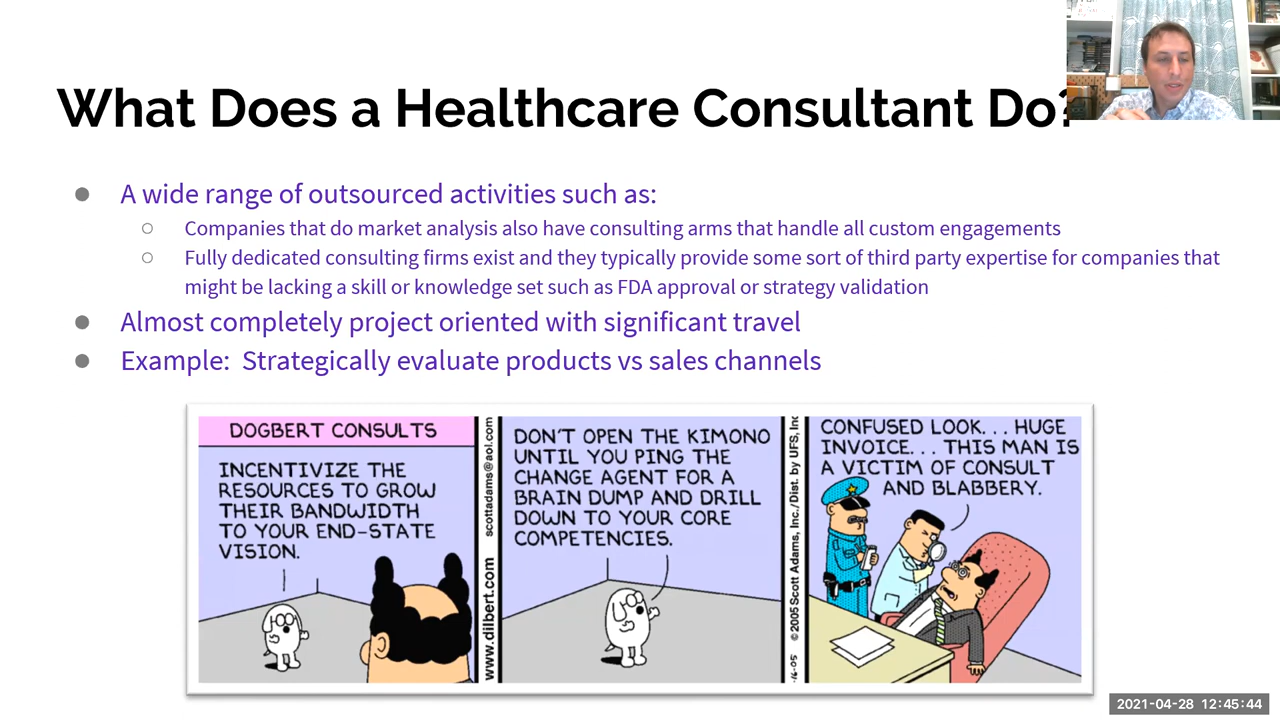 What Does a Healthcare Consultant Do?
A wide range of outsourced activities such as:
Companies that do market analysis also have consulting arms that handle all custom engagements
Fully dedicated consulting firms exist and they typically provide some sort of third party expertise for companies that
might be lacking a skill or knowledge set such as FDA approval or strategy validation
Almost completely project oriented with significant travel
Example: Strategically evaluate products vs sales channels
DOGBERT CONSULTS
INCENTIVIZE THE
RESOURCES TO GROW
THEIR BANDWIDTH
TO YOUR END-STATE
VISION.
www.dilbert.com scottadams@aol.com
DON'T OPEN THE KIMONO
UNTIL YOU PING THE
CHANGE AGENT FOR A
BRAIN DUMP AND DRILL
DOWN TO YOUR CORE
COMPETENCIES.
-16-05 © 2005 Scott Adams, Inc./Dist. by UFS, Inc
CONFUSED LOOK... HUGE
INVOICE... THIS MAN IS
A VICTIM OF CONSULT
AND BLABBERY.
2021-04-28 12:45:44